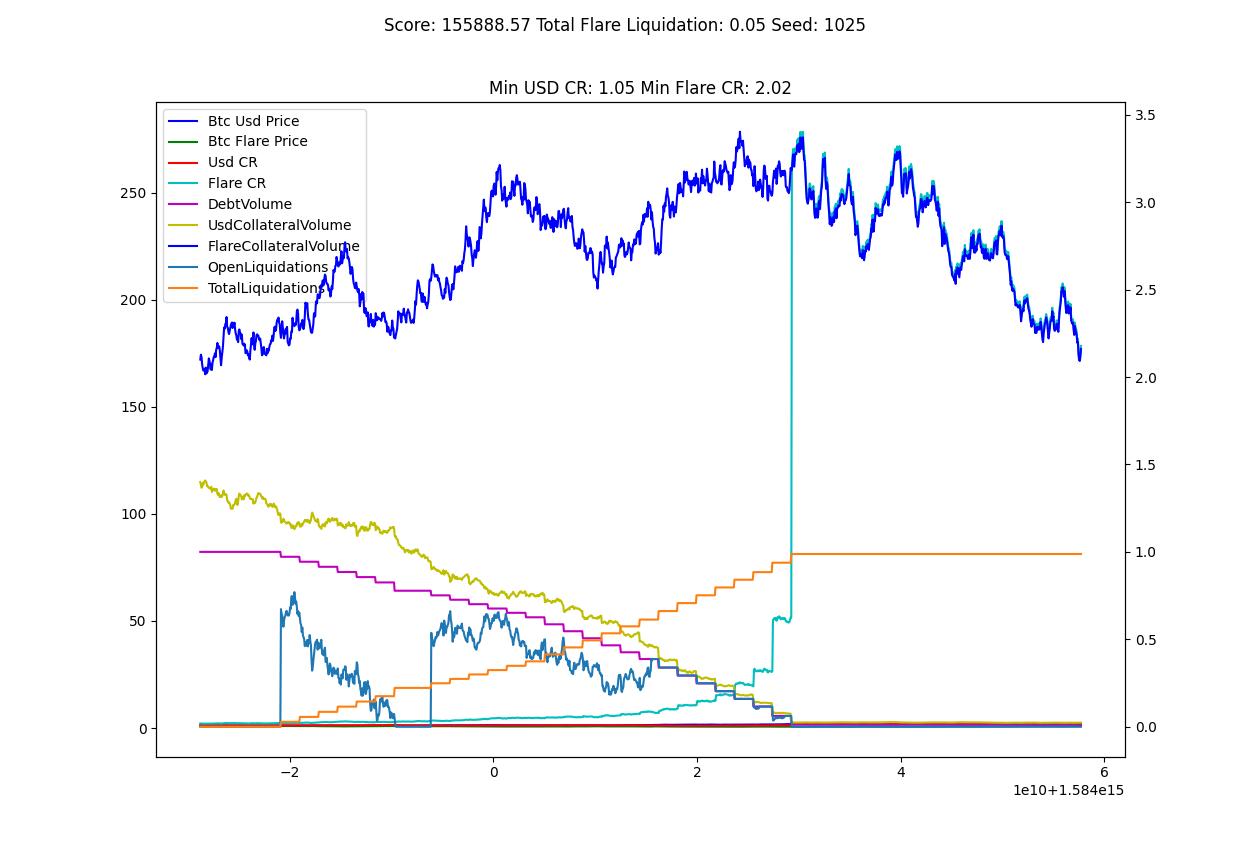 Score: 155888.57 Total Flare Liquidation: 0.05 Seed: 1025
Min USD CR: 1.05 Min Flare CR: 2.02
Btc Usd Price
Btc Flare Price
Usd CR
Flare CR
DebtVolume
UsdCollateralVolume
FlareCollateralVolume
OpenLiquidations
TotalLiquidations
250
200
150
100
50
0
3.5
3.0
2.5
2.0
1.5
1.0
0.5
0.0
−2
0
2
4
6
1e10+1.584e15